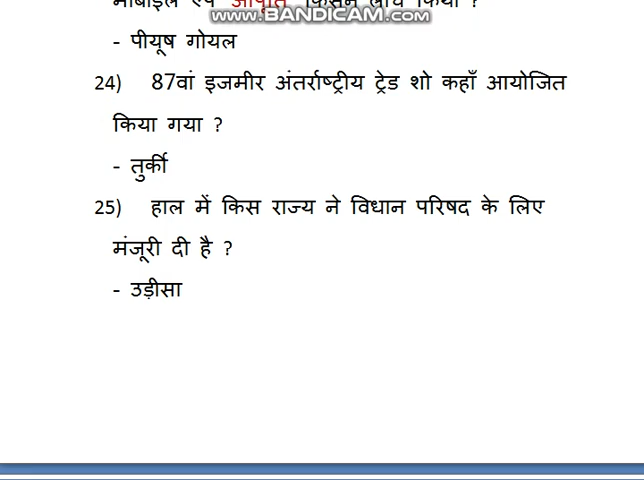 मोबाइल एप "आपूर्ति" किसने लाँच किया ?
www.BANDICAM.com
- पीयूष गोयल
24) 87वां इजमीर अंतर्राष्ट्रीय ट्रेड शो कहाँ आयोजित
किया गया ?
- तुर्की
25) हाल में किस राज्य ने विधान परिषद के लिए
मंजूरी दी है ?
- उड़ीसा